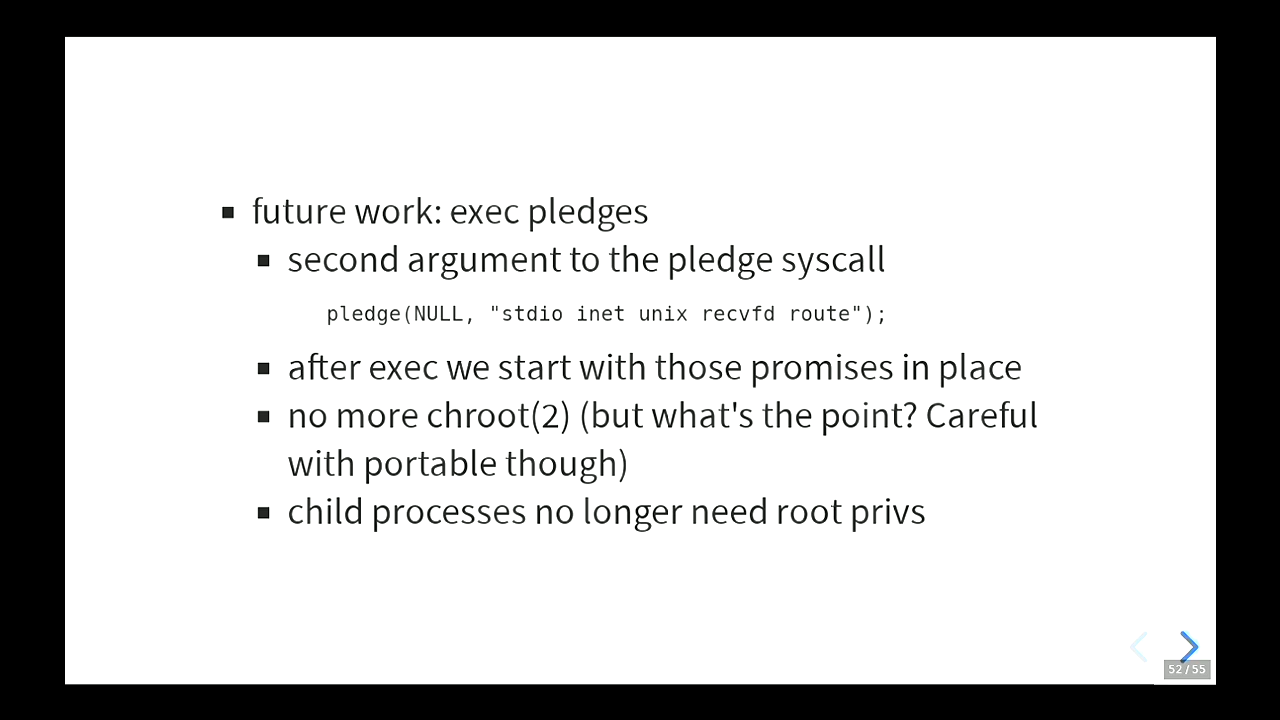 ▪ future work: exec pledges
▪ second argument to the pledge syscall
pledge(NULL, "stdio inet unix recvfd route");
▪ after exec we start with those promises in place
▪ no more chroot(2) (but what's the point? Careful
with portable though)
▪ child processes no longer need root privs
52 / 55